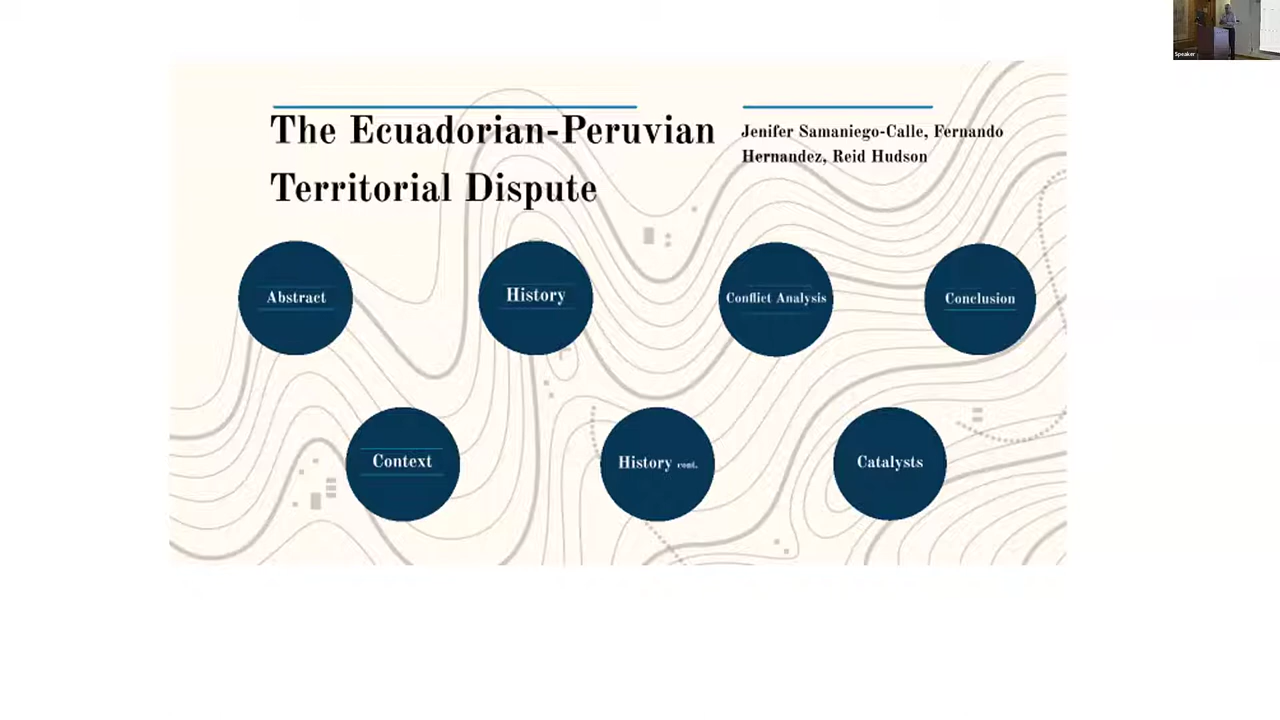 The Ecuadorian-Peruvian
Territorial Dispute
Jenifer Samaniego-Calle, Fernando
Hernandez, Reid Hudson
Abstract
History
Conflict Analysis
Conclusion
Context
History cont.
Catalysts
Speaker